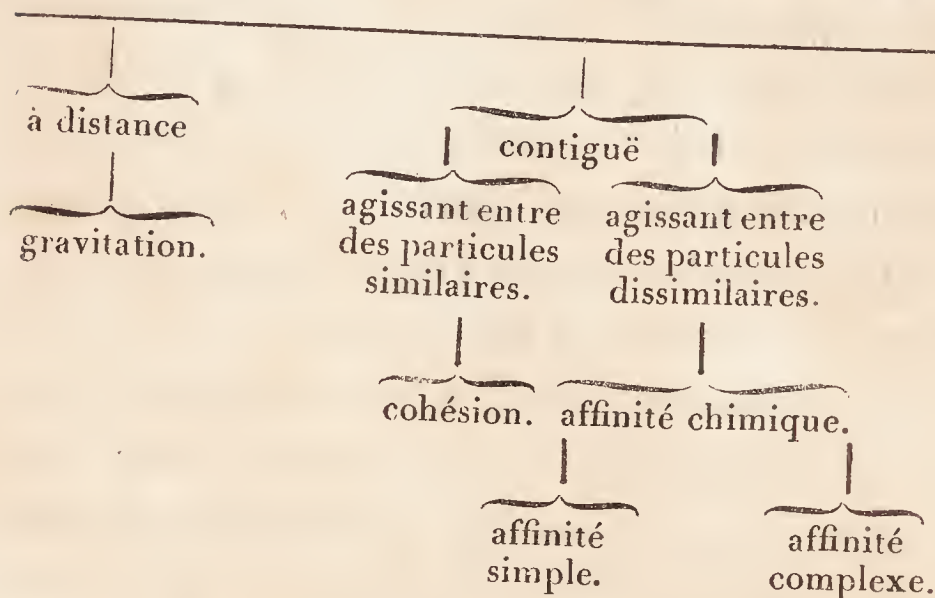 à distance
gravitation.
contiguë
agissant entre
des particules
similaires.
agissant entre
des particules
dissimilaires.
cohésion.
affinité chimique.
affinité
simple.
affinité
complexe.